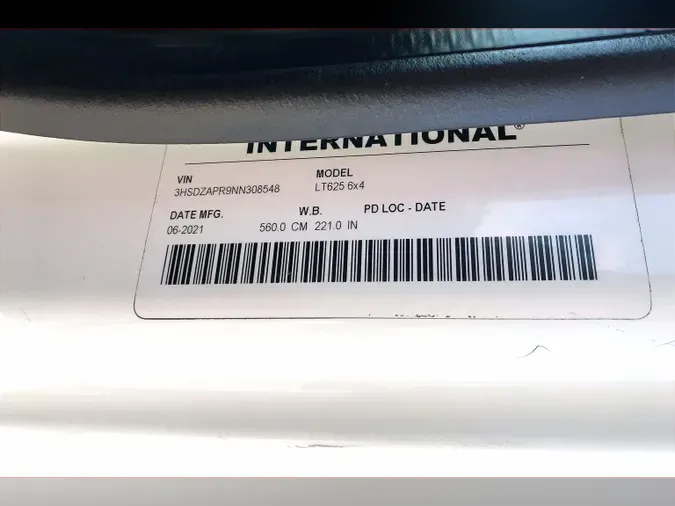 INTERNATIONAL®
VIN MODEL
3HSDZAPR9NN308548 LT625 6x4
DATE MFG. W.B. PD LOC - DATE
06-2021 560.0 CM 221.0 IN